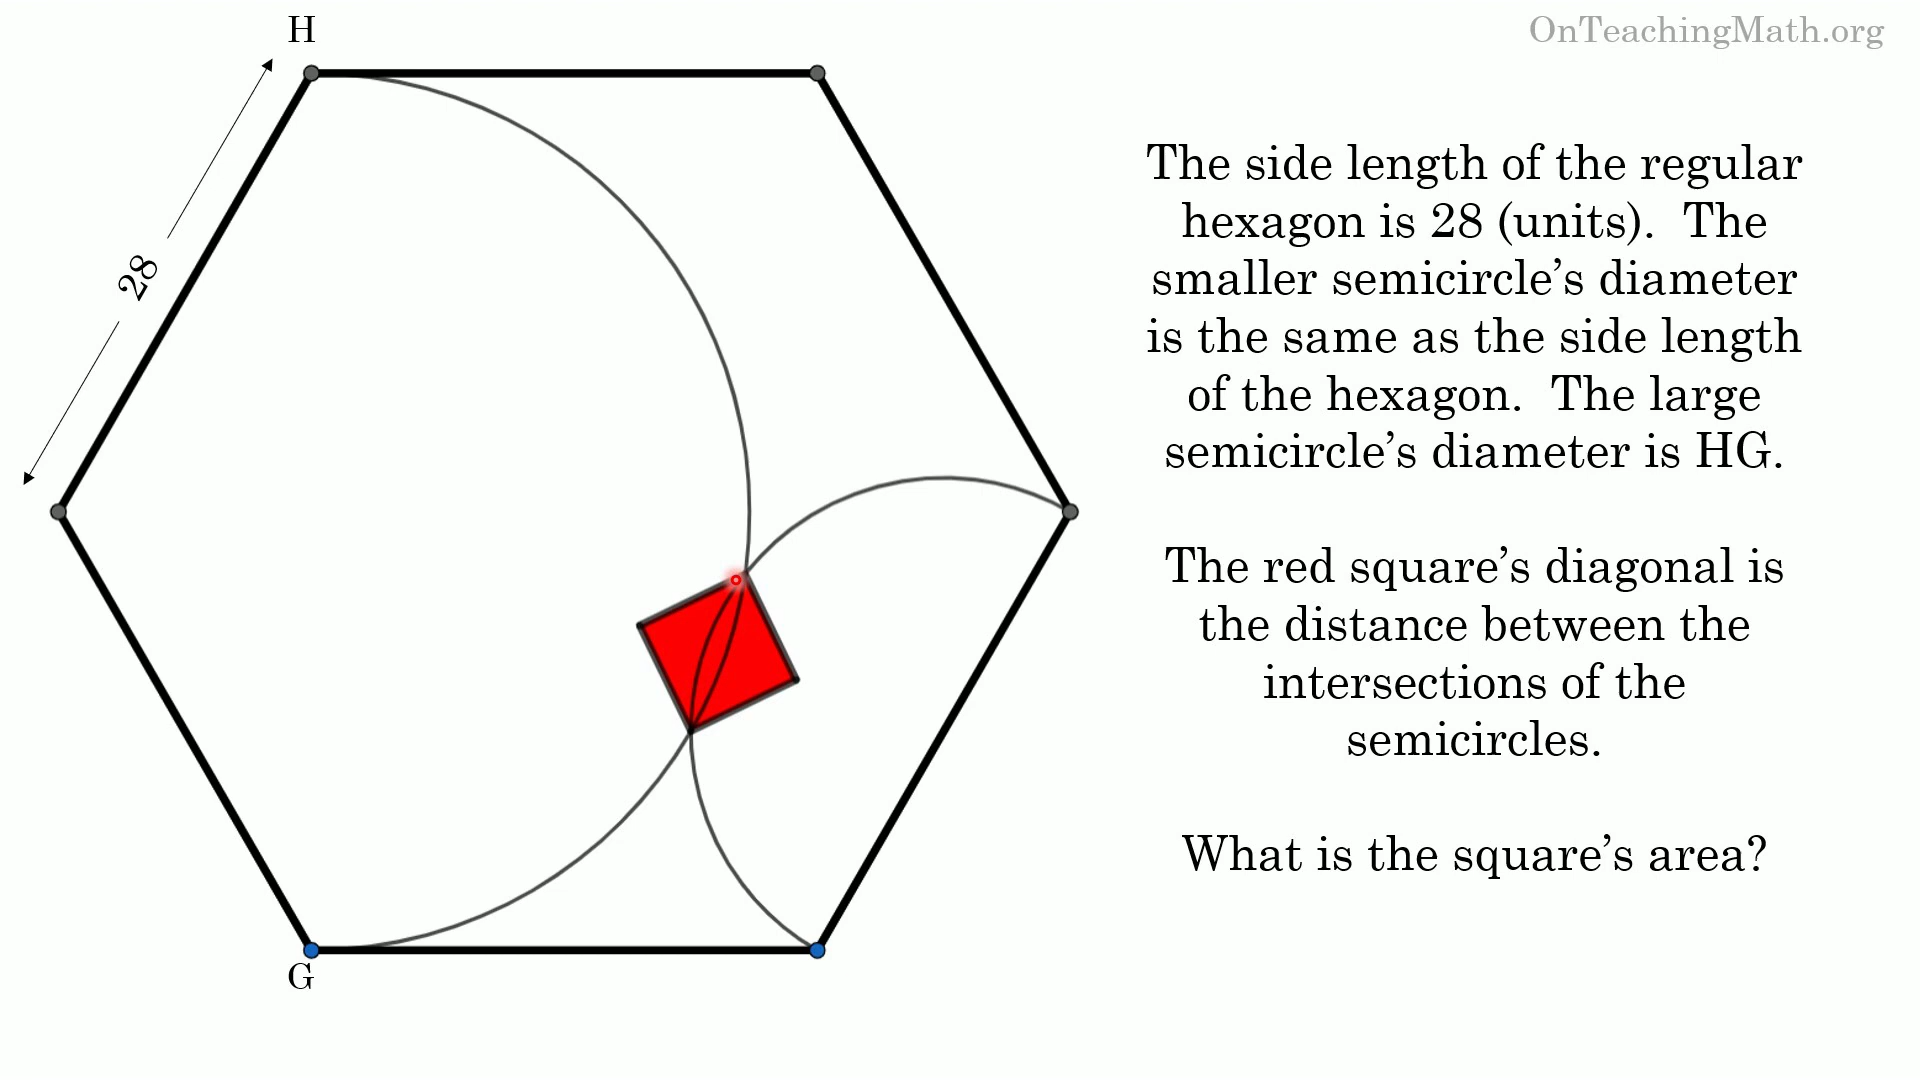 H
OnTeachingMath.org
28
The side length of the regular
hexagon is 28 (units). The
smaller semicircle’s diameter
is the same as the side length
of the hexagon. The large
semicircle’s diameter is HG.
The red square’s diagonal is
the distance between the
intersections of the
semicircles.
What is the square’s area?
G